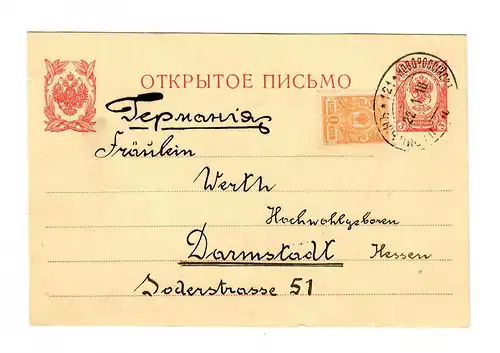 ОТКРЫТОЕ ПИСЬМО
Германія
Fräulein
Werth
Hochwohlgeboren
Darmstadt Hessen
Soderstrasse 51